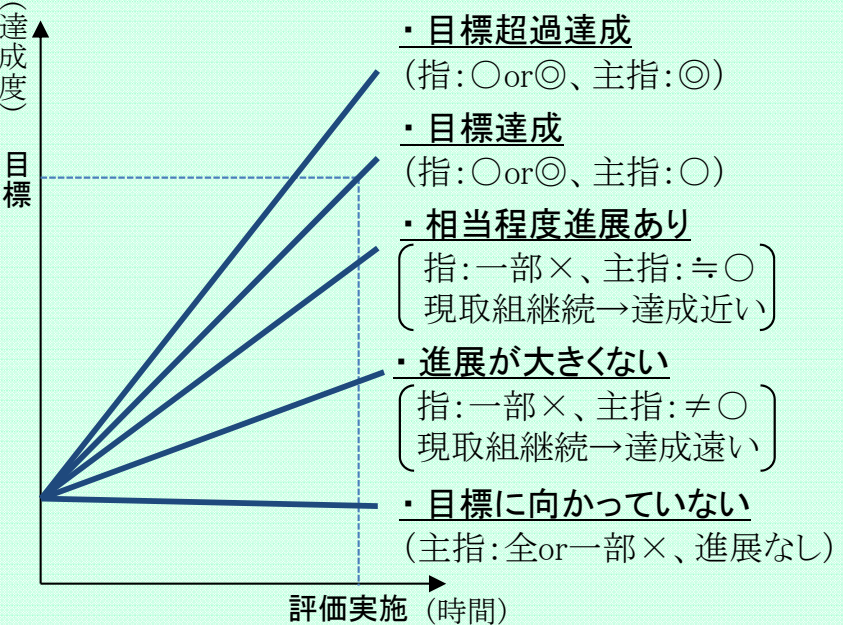 (達成度)
目標
・目標超過達成
(指:○or◎、主指:◎)
・目標達成
(指:○or◎、主指:○)
・相当程度進展あり
指:一部×、主指:≒○
現取組継続→達成近い
・進展が大きくない
指:一部×、主指:≠○
現取組継続→達成遠い
・目標に向かっていない
(主指:全or一部×、進展なし)
評価実施 (時間)